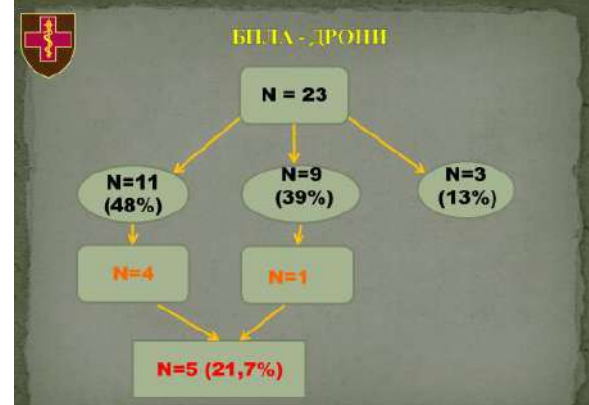 БПЛА - ДРОНИ
N = 23
N=11
(48%)
N=9
(39%)
N=3
(13%)
N=4
N=1
N=5 (21,7%)